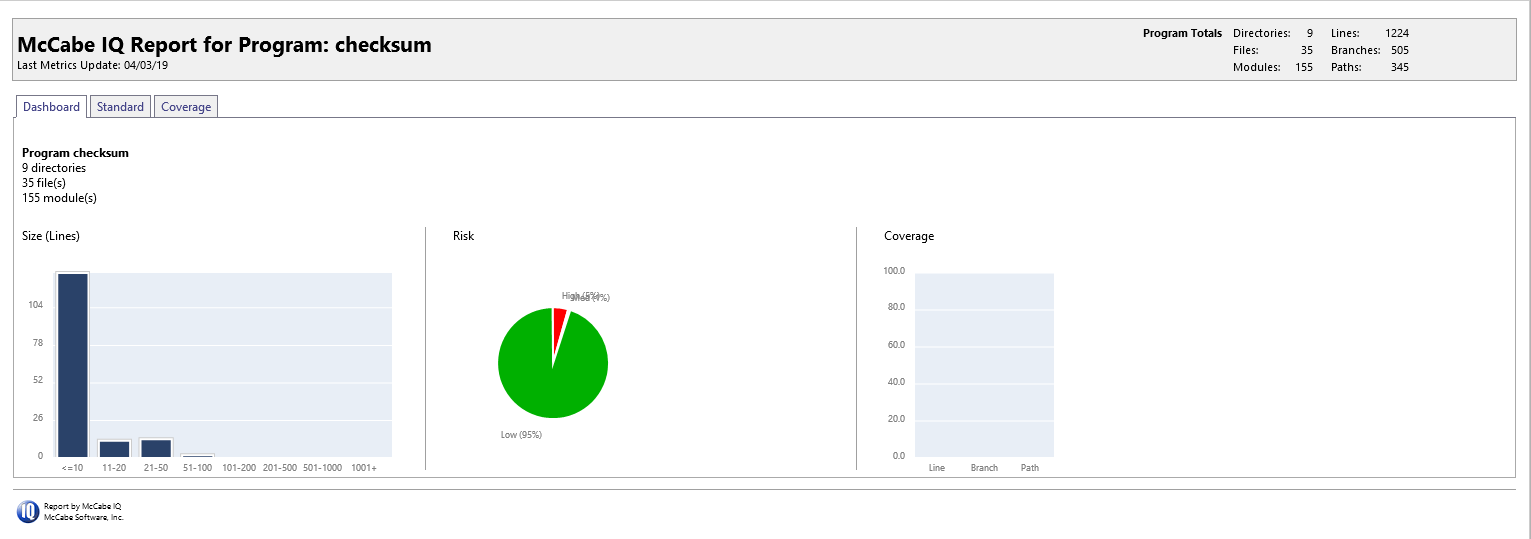 McCabe IQ Report for Program: checksum
Last Metrics Update: 04/03/19
Program Totals Directories: 9 Lines: 1224
Files: 35 Branches: 505
Modules: 155 Paths: 345
Dashboard Standard Coverage
Program checksum
9 directories
35 file(s)
155 module(s)
Size (Lines)
104
78
52
26
0
<=10 11-20 21-50 51-100 101-200 201-500 501-1000 1001+
Risk
High (5%)
Med (1%)
Low (95%)
Coverage
100.0
80.0
60.0
40.0
20.0
0.0
Line Branch Path
IQ
Report by McCabe IQ
McCabe Software, Inc.